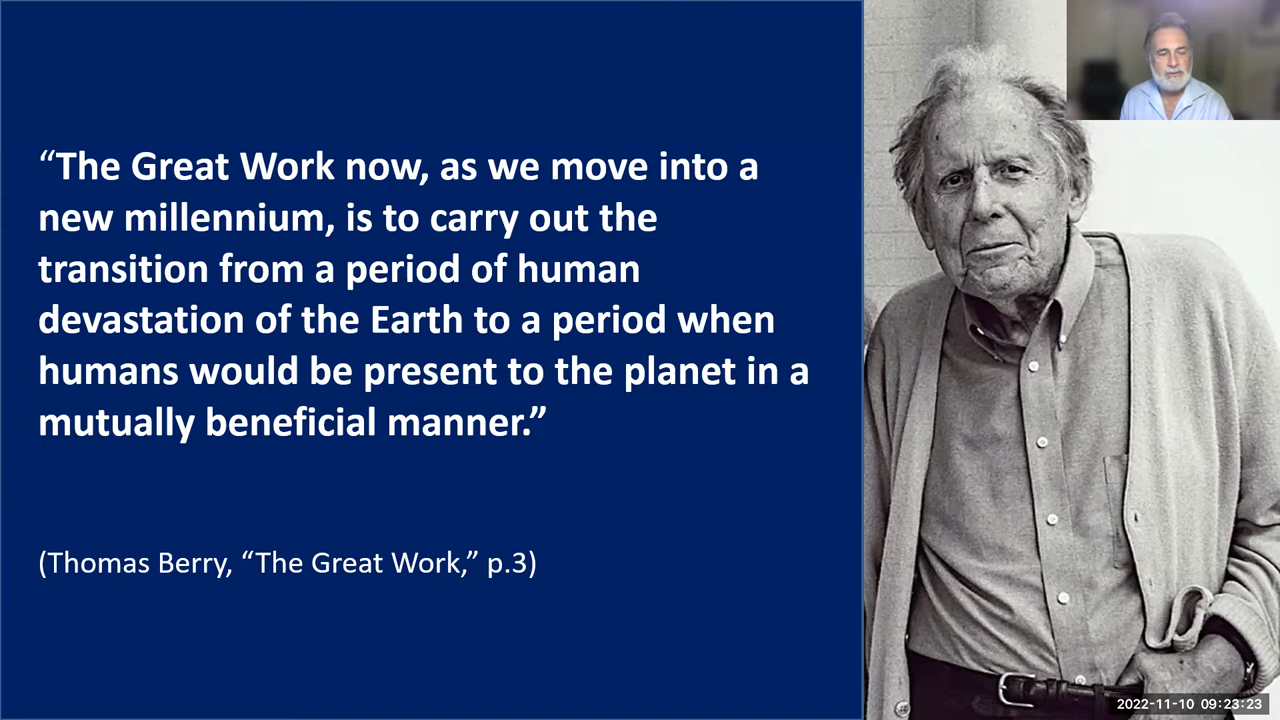 “The Great Work now, as we move into a
new millennium, is to carry out the
transition from a period of human
devastation of the Earth to a period when
humans would be present to the planet in a
mutually beneficial manner.”
(Thomas Berry, “The Great Work,” p.3)
2022-11-10 09:23:23